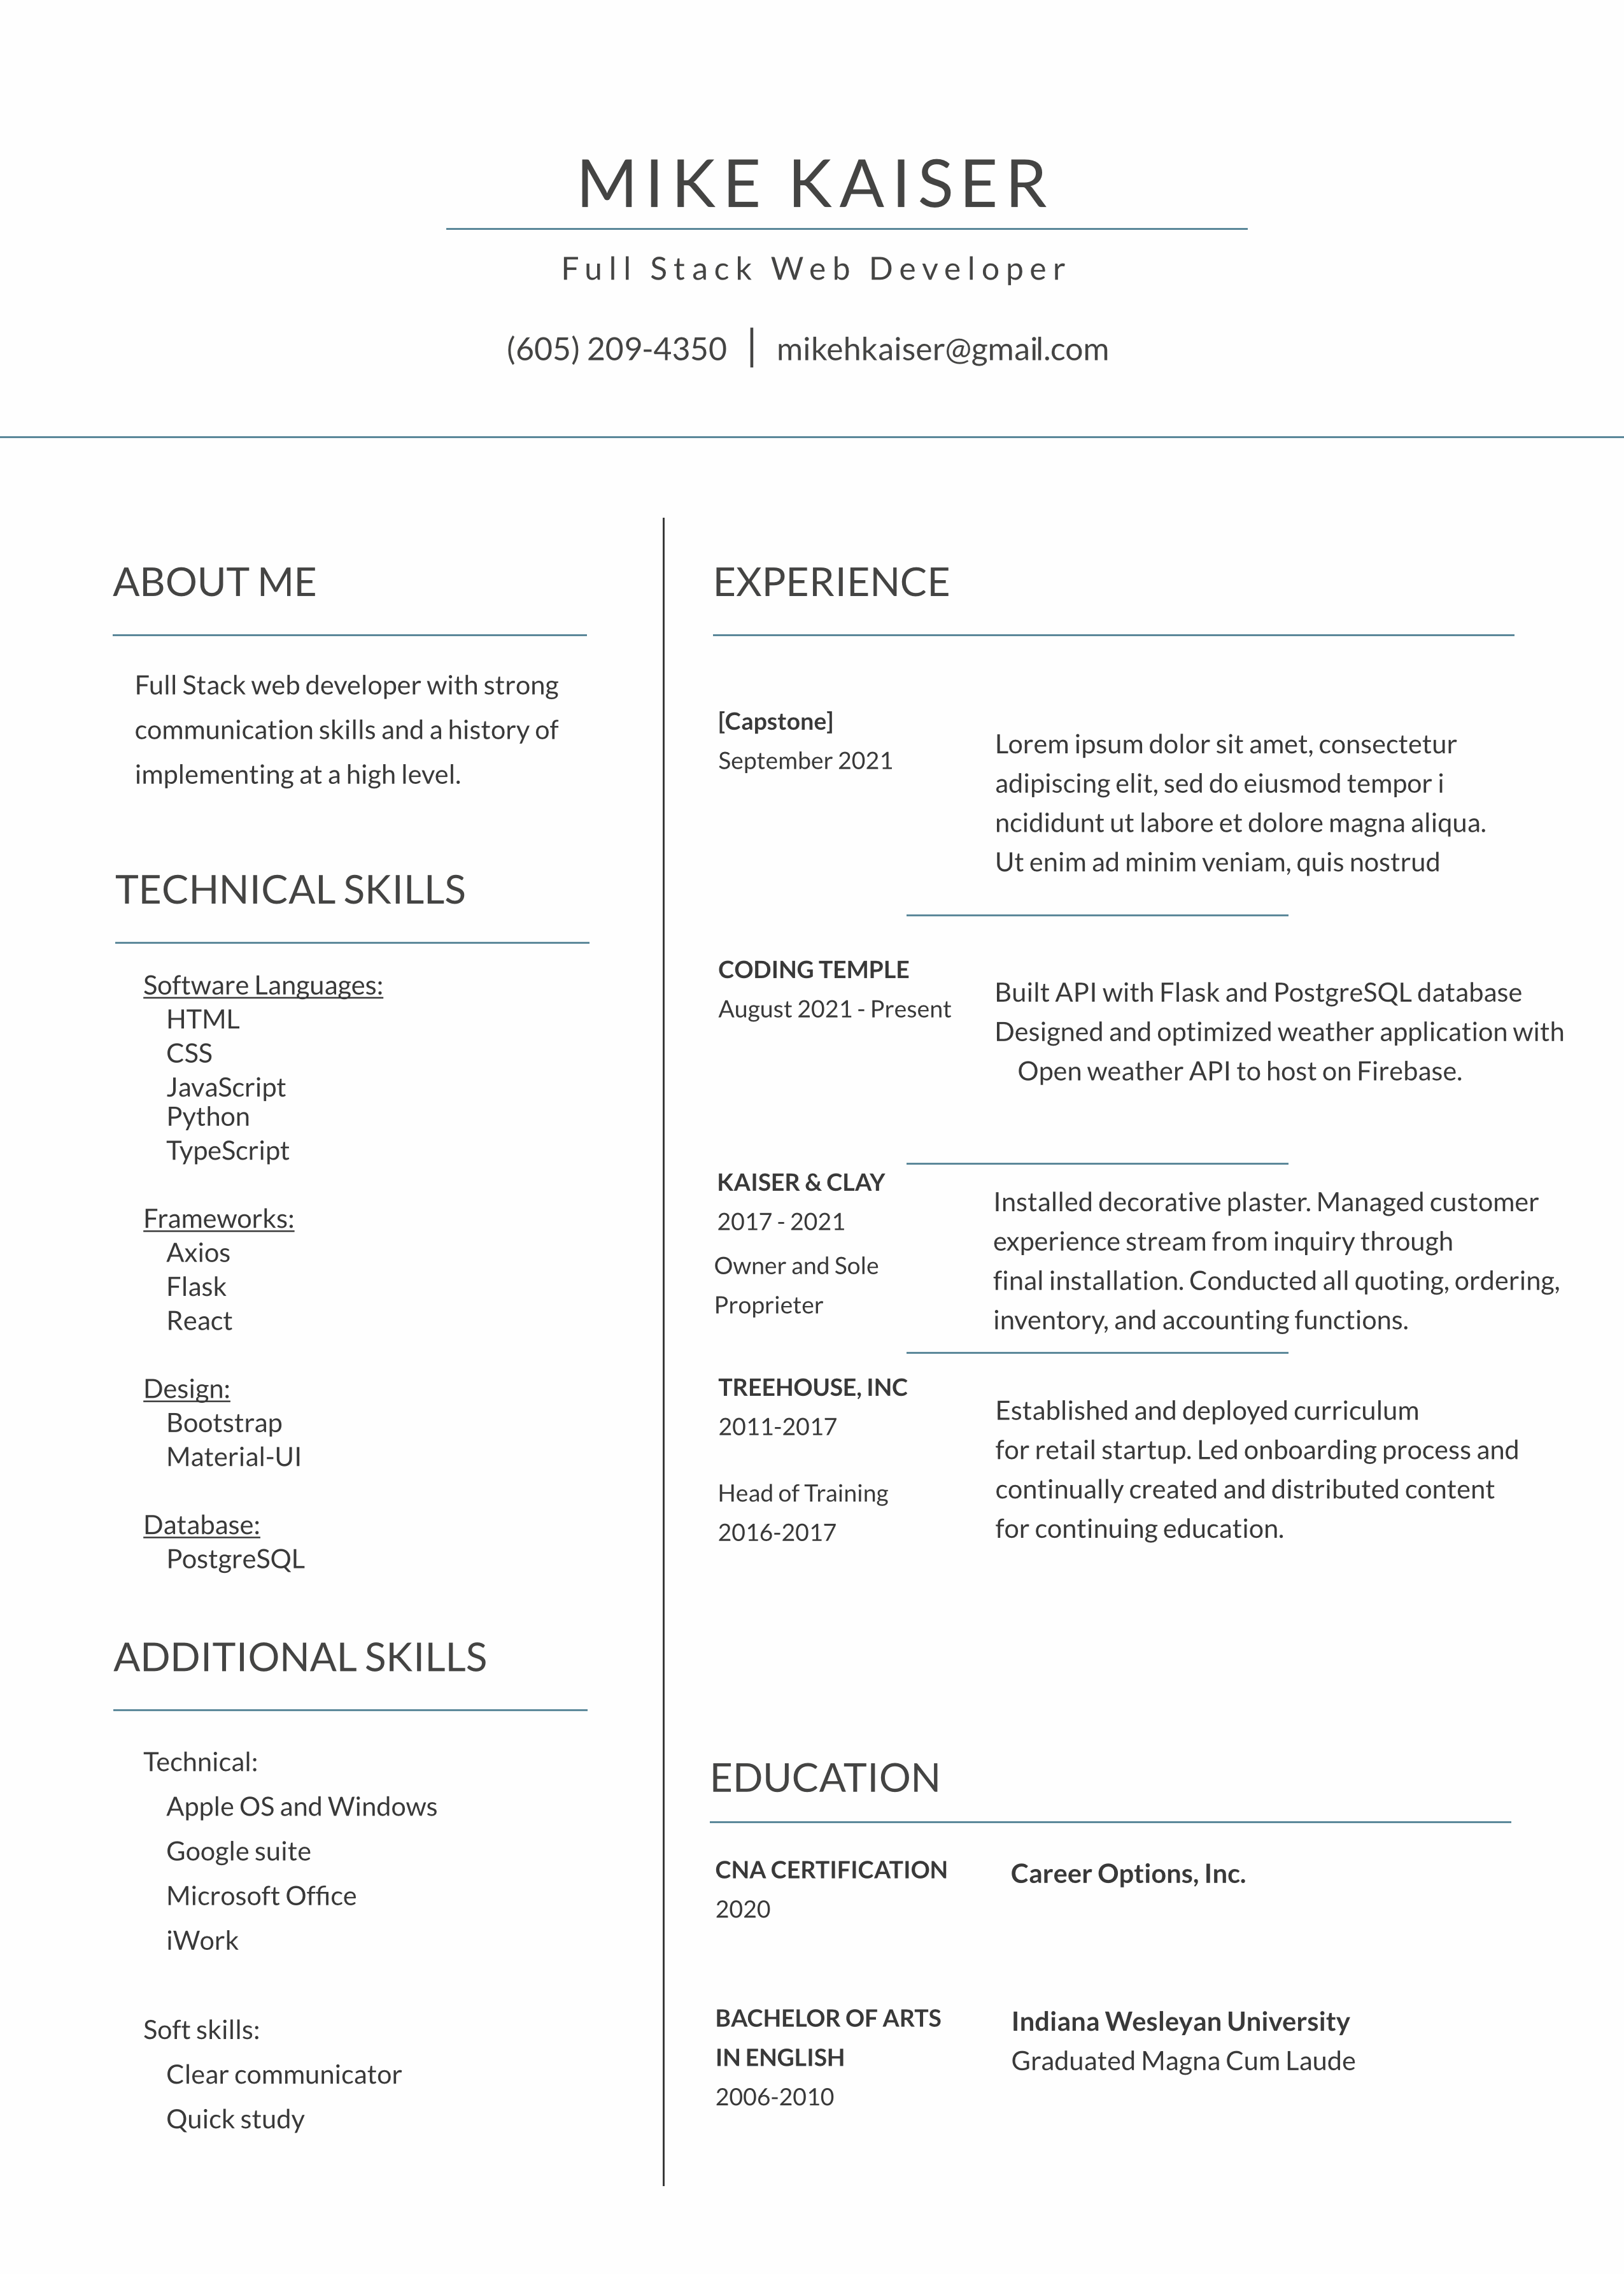 MIKE KAISER
Full Stack Web Developer
(605) 209-4350 | mikehkaiser@gmail.com
ABOUT ME
Full Stack web developer with strong
communication skills and a history of
implementing at a high level.
TECHNICAL SKILLS
Software Languages:
HTML
CSS
JavaScript
Python
TypeScript
Frameworks:
Axios
Flask
React
Design:
Bootstrap
Material-UI
Database:
PostgreSQL
ADDITIONAL SKILLS
Technical:
Apple OS and Windows
Google suite
Microsoft Office
iWork
Soft skills:
Clear communicator
Quick study
EXPERIENCE
[Capstone]
September 2021
Lorem ipsum dolor sit amet, consectetur
adipiscing elit, sed do eiusmod tempor i
ncididunt ut labore et dolore magna aliqua.
Ut enim ad minim veniam, quis nostrud
CODING TEMPLE
August 2021 - Present
Built API with Flask and PostgreSQL database
Designed and optimized weather application with
Open weather API to host on Firebase.
KAISER & CLAY
2017 - 2021
Owner and Sole
Proprieter
Installed decorative plaster. Managed customer
experience stream from inquiry through
final installation. Conducted all quoting, ordering,
inventory, and accounting functions.
TREEHOUSE, INC
2011-2017
Head of Training
2016-2017
Established and deployed curriculum
for retail startup. Led onboarding process and
continually created and distributed content
for continuing education.
EDUCATION
CNA CERTIFICATION
2020
Career Options, Inc.
BACHELOR OF ARTS
IN ENGLISH
2006-2010
Indiana Wesleyan University
Graduated Magna Cum Laude